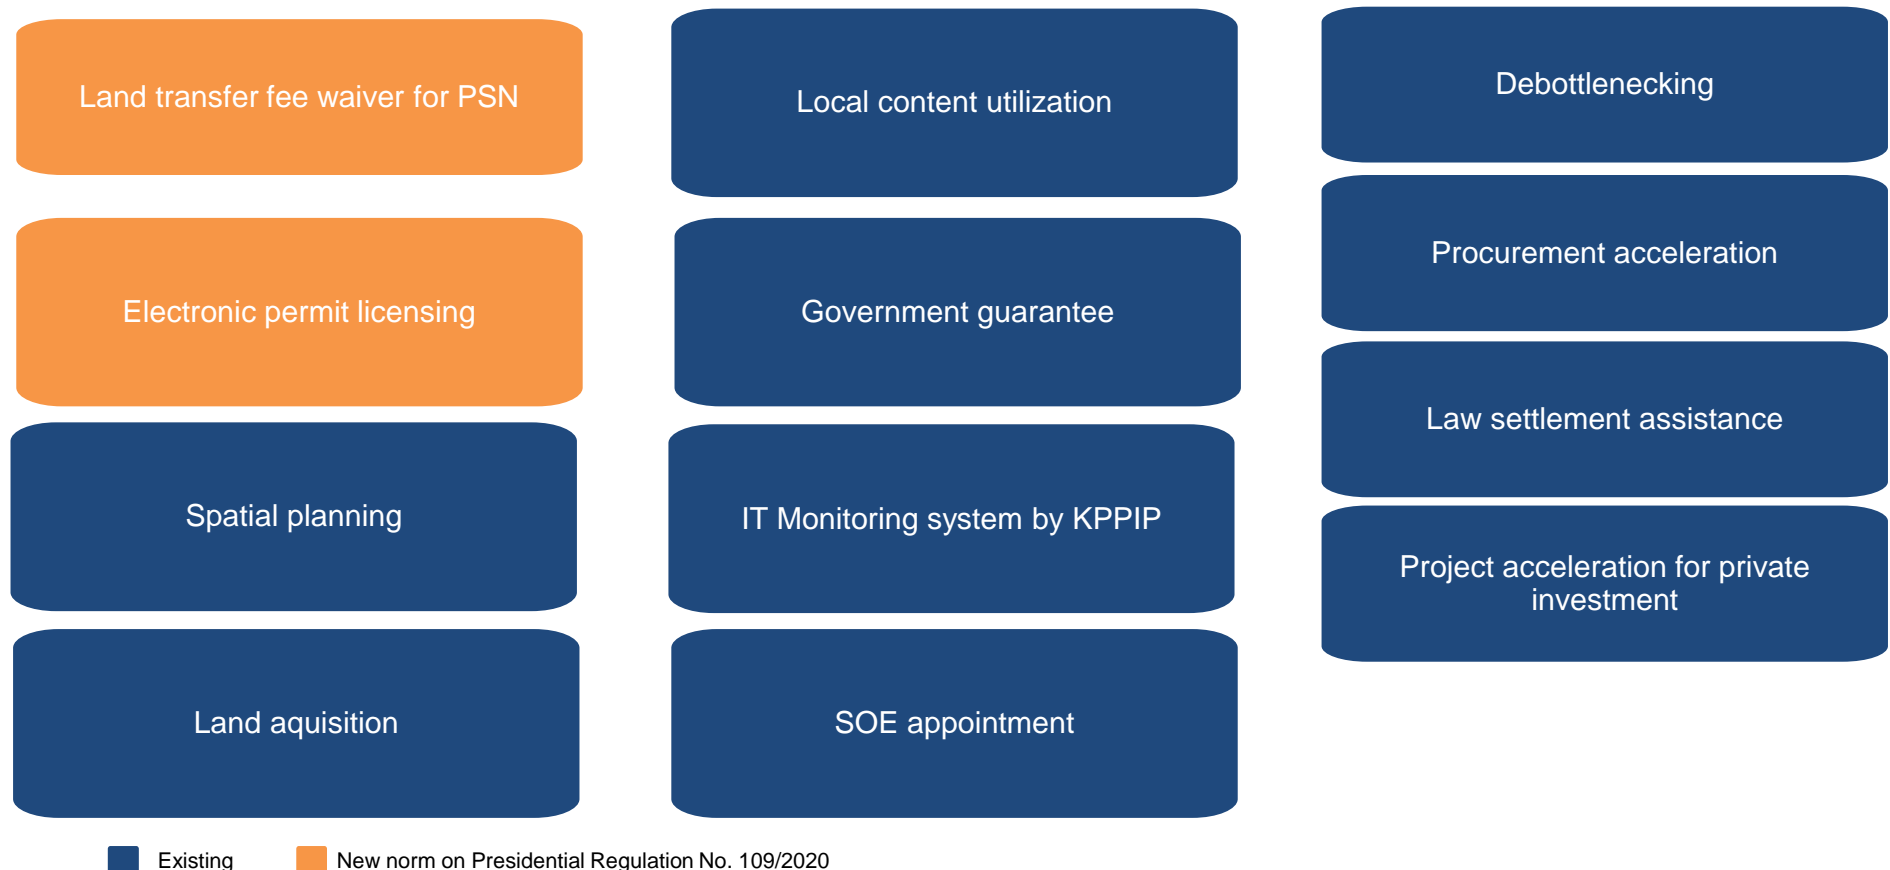 Land transfer fee waiver for PSN
Electronic permit licensing
Spatial planning
Land aquisition
Local content utilization
Government guarantee
IT Monitoring system by KPPIP
SOE appointment
Debottlenecking
Procurement acceleration
Law settlement assistance
Project acceleration for private
investment
Existing
New norm on Presidential Regulation No. 109/2020